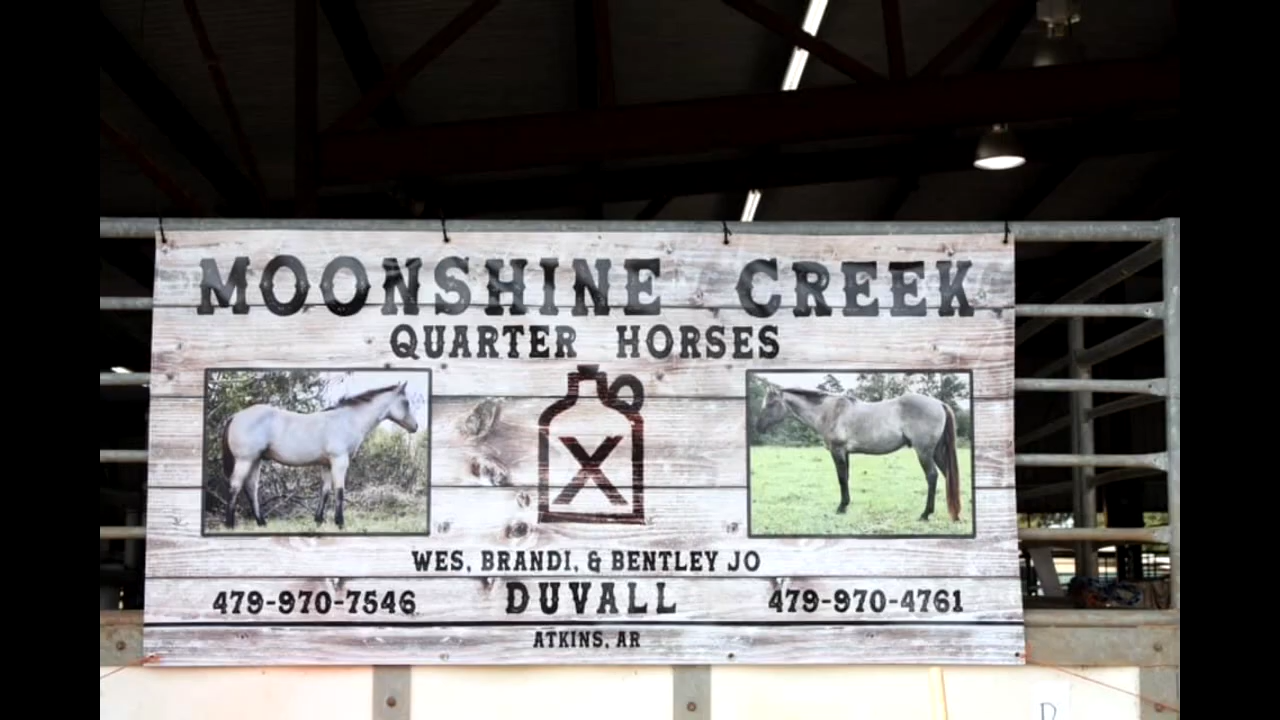 MOONSHINE CREEK
QUARTER HORSES
X
WES, BRANDI, & BENTLEY JO
479-970-7546 DUVALL 479-970-4761
ATKINS, AR
D